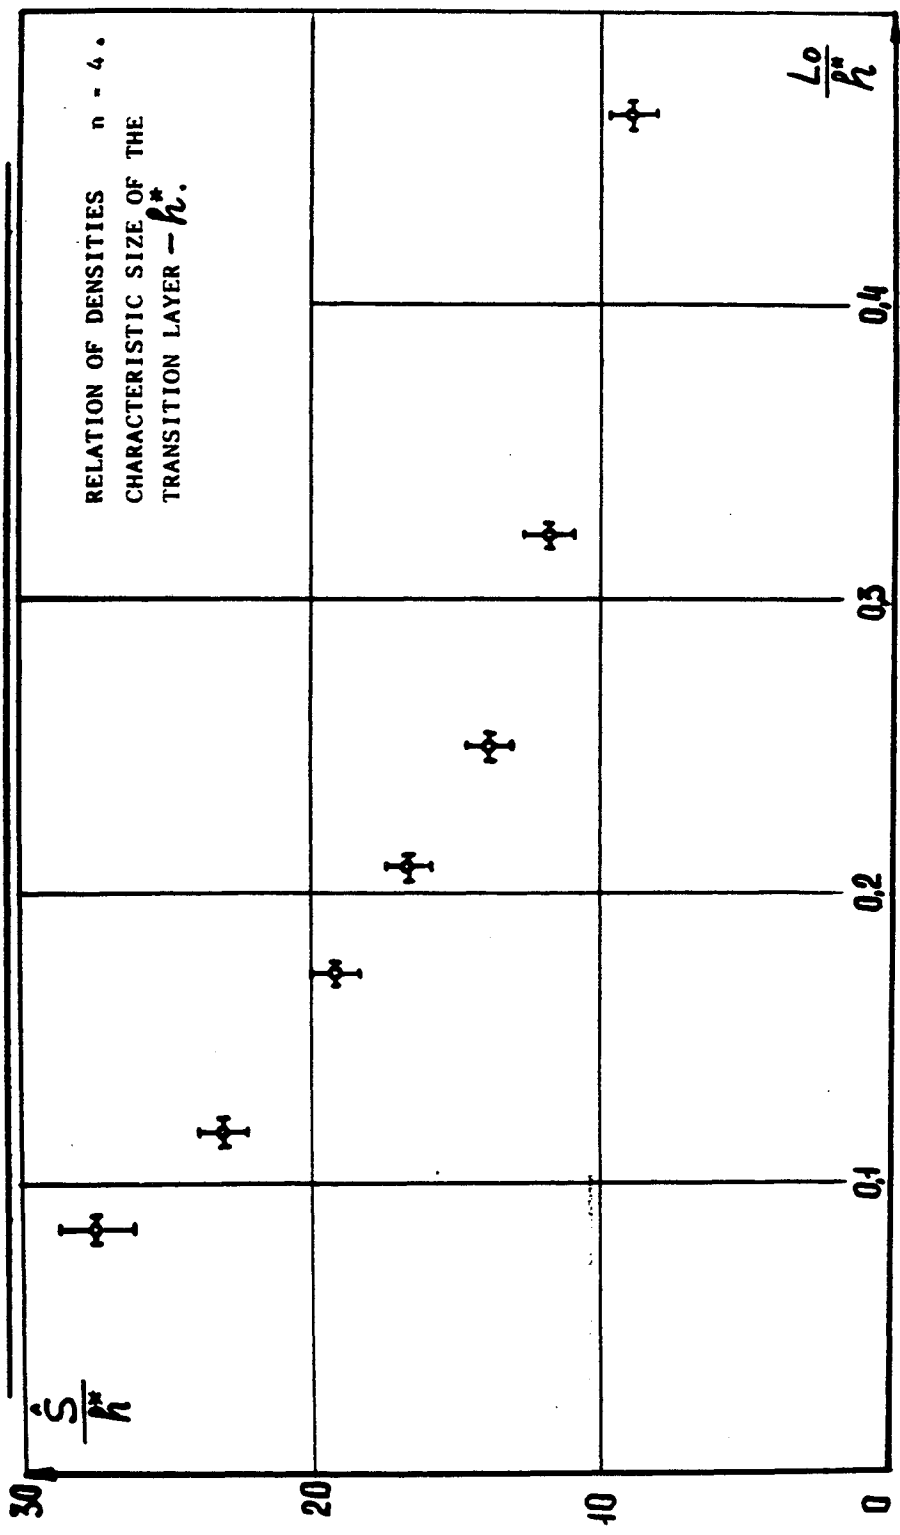 RELATION OF DENSITIES n = 4.
CHARACTERISTIC SIZE OF THE
TRANSITION LAYER – h*.
Ŝ/h*
30
20
10
0
0,1
0,2
0,3
0,4
L₀/h*